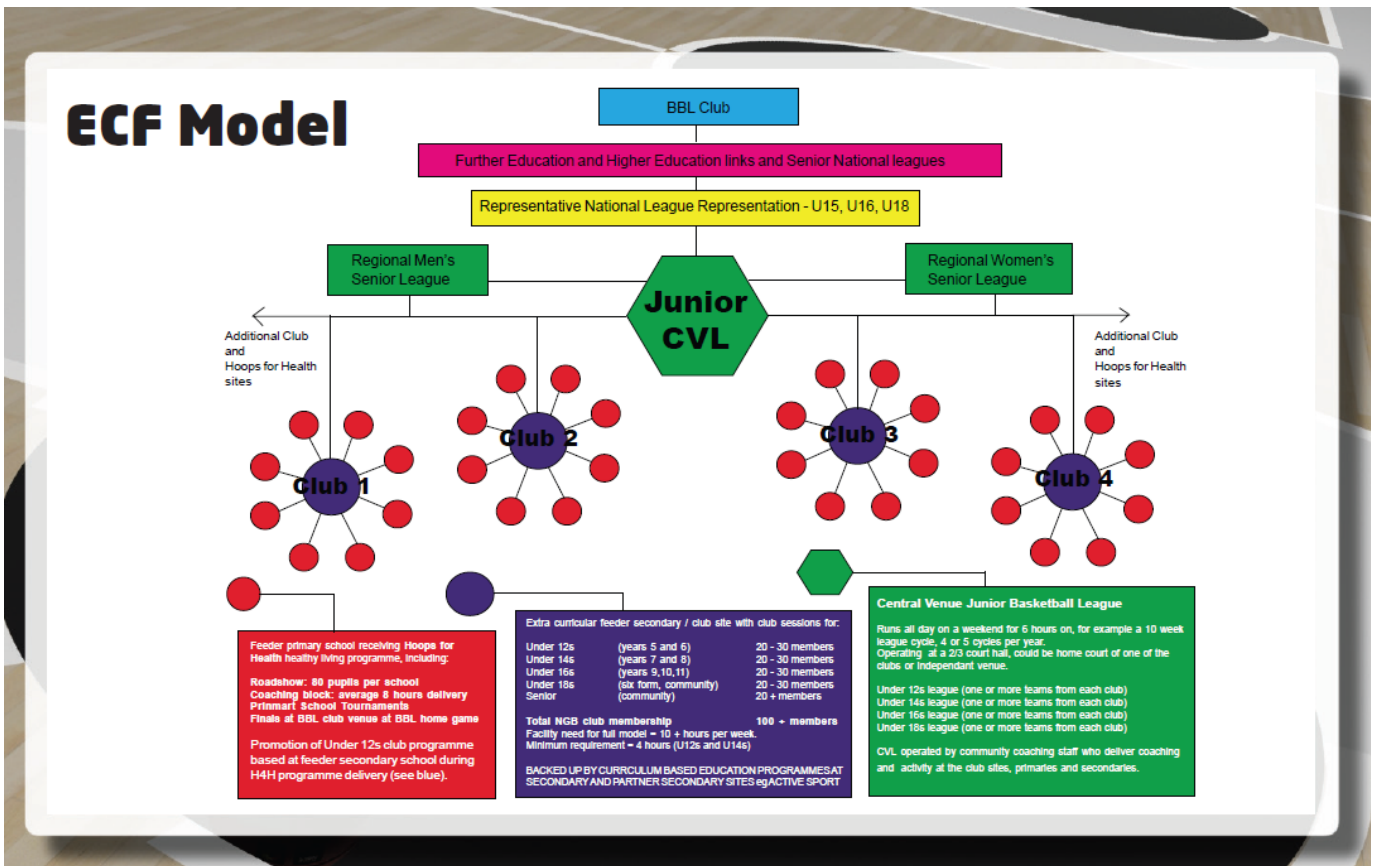 ECF Model
BBL Club
Further Education and Higher Education links and Senior National leagues
Representative National League Representation - U15, U16, U18
Regional Men's
Senior League
Regional Women's
Senior League
Junior
CVL
Additional Club
and
Hoops for Health
sites
Additional Club
and
Hoops for Health
sites
Club 1
Club 2
Club 3
Club 4
Feeder primary school receiving Hoops for
Health healthy living programme, including:
Roadshow: 80 pupils per school
Coaching block: average 8 hours delivery
Prinmart School Tournaments
Finals at BBL club venue at BBL home game
Promotion of Under 12s club programme
based at feeder secondary school during
H4H programme delivery (see blue).
Extra curricular feeder secondary / club site with club sessions for:
Under 12s (years 5 and 6) 20 - 30 members
Under 14s (years 7 and 8) 20 - 30 members
Under 16s (years 9,10,11) 20 - 30 members
Under 18s (six form, community) 20 - 30 members
Senior (community) 20 + members
Total NGB club membership 100 + members
Facility need for full model = 10 + hours per week.
Minimum requirement = 4 hours (U12s and U14s)
BACKED UP BY CURRCULUM BASED EDUCATION PROGRAMMES AT
SECONDARY AND PARTNER SECONDARY SITES eg ACTIVE SPORT
Central Venue Junior Basketball League
Runs all day on a weekend for 6 hours on, for example a 10 week
league cycle, 4 or 5 cycles per year.
Operating at a 2/3 court hall, could be home court of one of the
clubs or independant venue.
Under 12s league (one or more teams from each club)
Under 14s league (one or more teams from each club)
Under 16s league (one or more teams from each club)
Under 18s league (one or more teams from each club)
CVL operated by community coaching staff who deliver coaching
and activity at the club sites, primaries and secondaries.